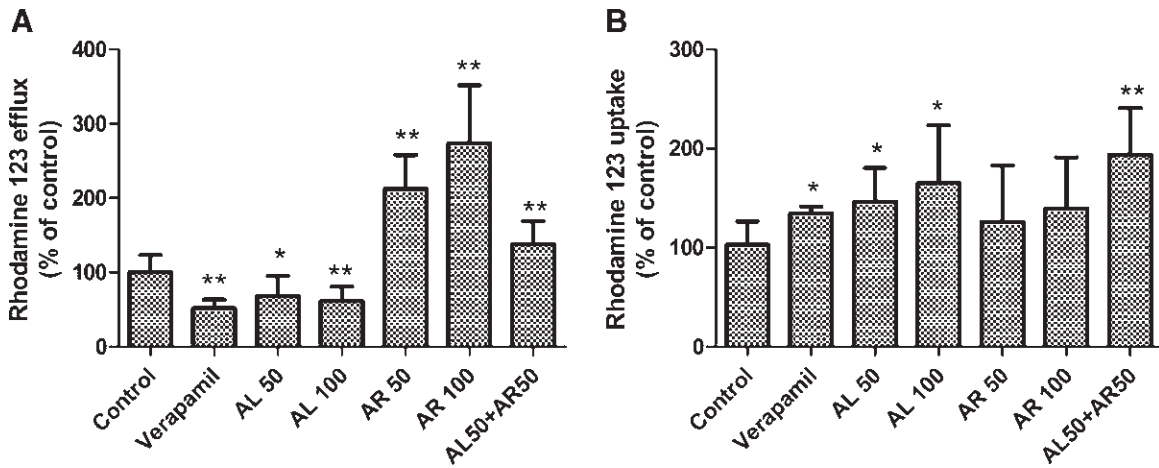 A
Rhodamine 123 efflux
(% of control)
400
300
200
100
0
**
*
**
**
**
**
Control
Verapamil
AL 50
AL 100
AR 50
AR 100
AL50+AR50
B
Rhodamine 123 uptake
(% of control)
300
200
100
0
*
*
*
**
Control
Verapamil
AL 50
AL 100
AR 50
AR 100
AL50+AR50